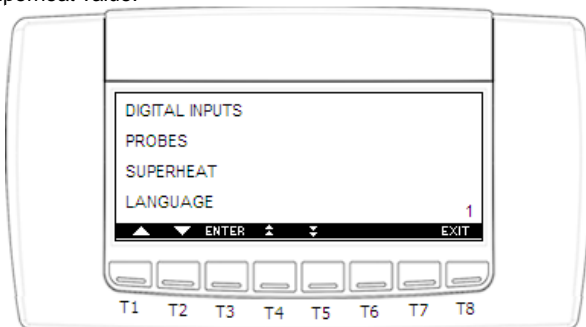 DIGITAL INPUTS
PROBES
SUPERHEAT
LANGUAGE
1
ENTER EXIT
T1 T2 T3 T4 T5 T6 T7 T8